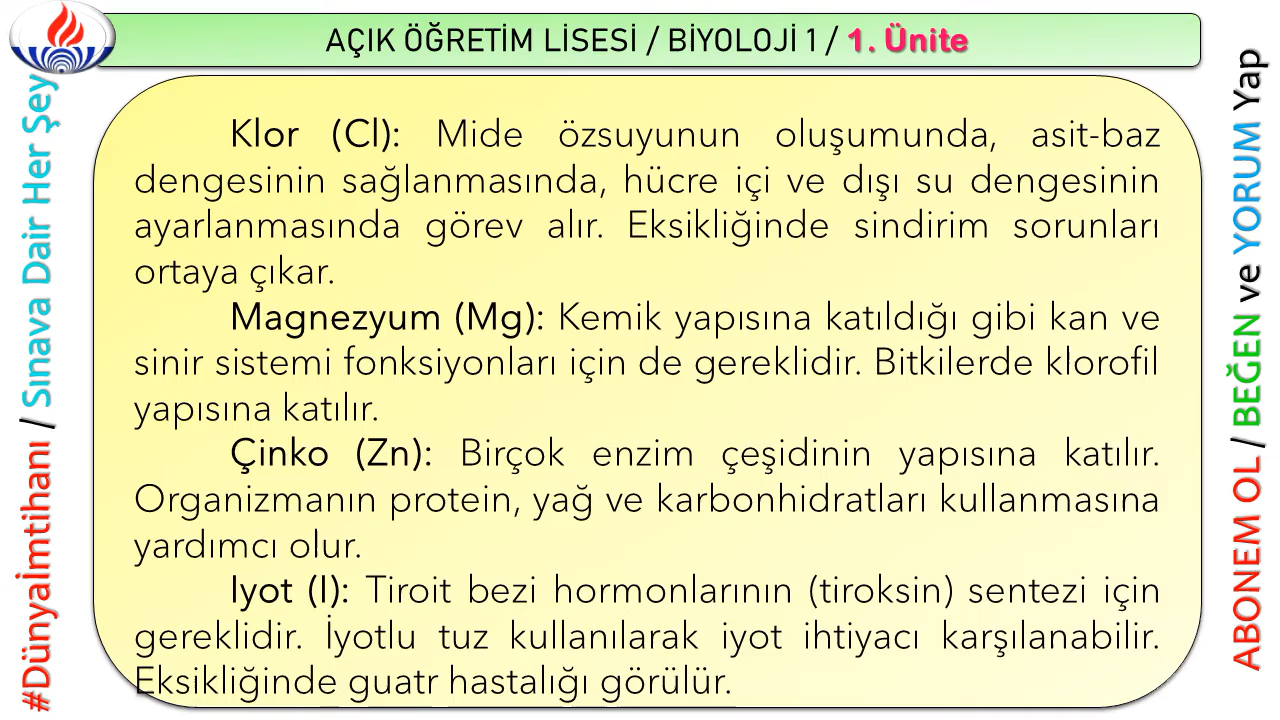 AÇIK ÖĞRETİM LİSESİ / BİYOLOJİ 1 / 1. Ünite
#Dünyaİmtihanı / Sınava Dair Her Şey
Klor (Cl): Mide özsuyunun oluşumunda, asit-baz
dengesinin sağlanmasında, hücre içi ve dışı su dengesinin
ayarlanmasında görev alır. Eksikliğinde sindirim sorunları
ortaya çıkar.
Magnezyum (Mg): Kemik yapısına katıldığı gibi kan ve
sinir sistemi fonksiyonları için de gereklidir. Bitkilerde klorofil
yapısına katılır.
Çinko (Zn): Birçok enzim çeşidinin yapısına katılır.
Organizmanın protein, yağ ve karbonhidratları kullanmasına
yardımcı olur.
Iyot (I): Tiroit bezi hormonlarının (tiroksin) sentezi için
gereklidir. İyotlu tuz kullanılarak iyot ihtiyacı karşılanabilir.
Eksikliğinde guatr hastalığı görülür.
ABONEM OL / BEĞEN ve YORUM Yap